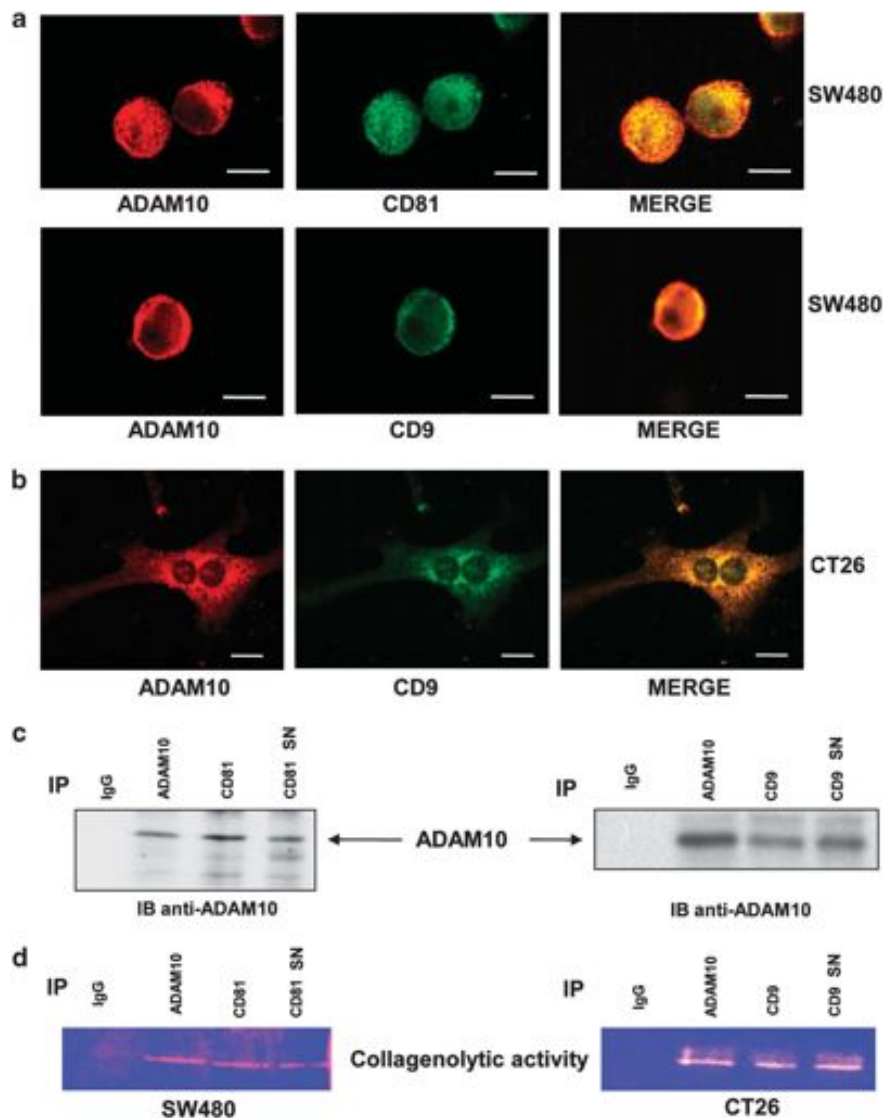 a
SW480
ADAM10 CD81 MERGE
SW480
ADAM10 CD9 MERGE
b
CT26
ADAM10 CD9 MERGE
c
IP IgG ADAM10 CD81 CD81 SN
IP IgG ADAM10 CD9 CD9 SN
ADAM10
IB anti-ADAM10 IB anti-ADAM10
d
IP IgG ADAM10 CD81 CD81 SN
IP IgG ADAM10 CD9 CD9 SN
Collagenolytic activity
SW480 CT26